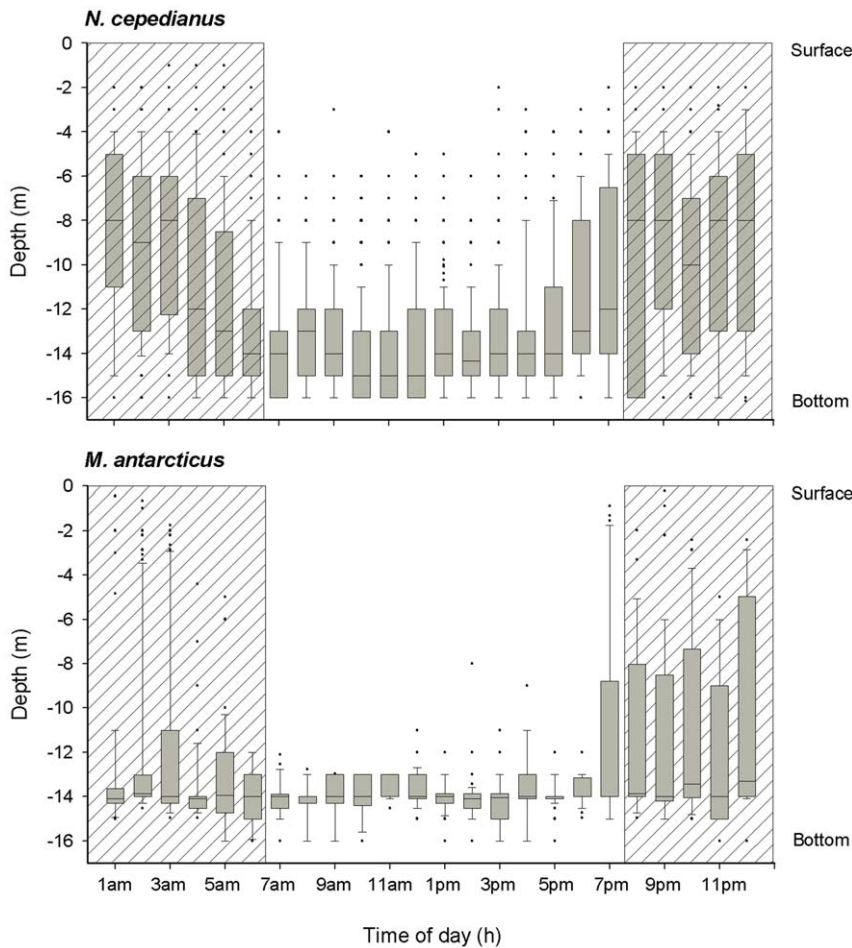 N. cepedianus
0
-2
-4
-6
-8
-10
-12
-14
-16
Depth (m)
Surface
Bottom
M. antarcticus
0
-2
-4
-6
-8
-10
-12
-14
-16
Depth (m)
Surface
Bottom
1am 3am 5am 7am 9am 11am 1pm 3pm 5pm 7pm 9pm 11pm
Time of day (h)